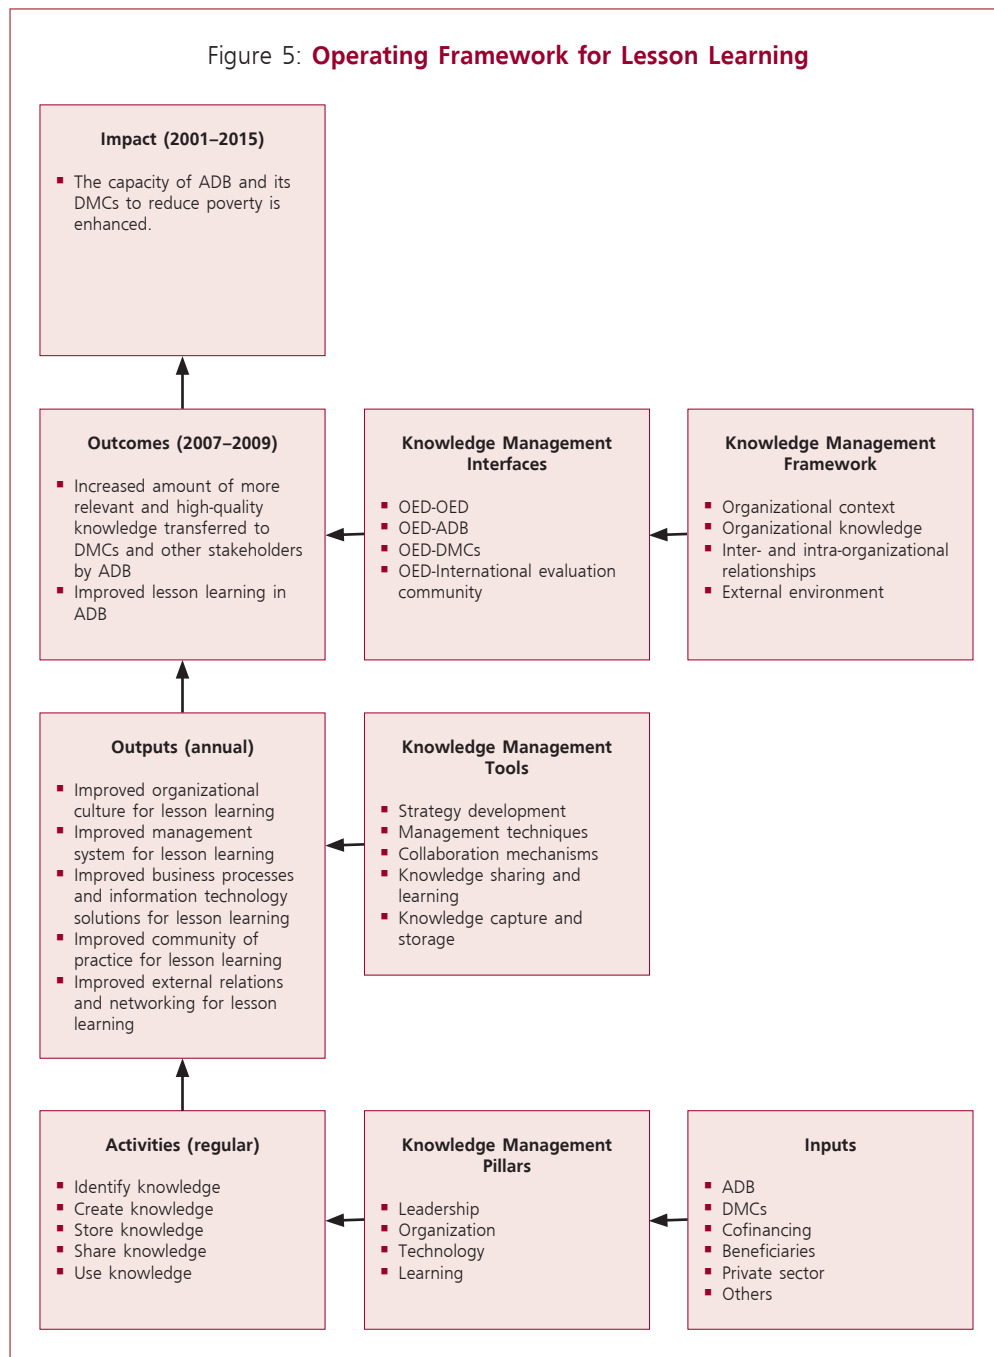 Figure 5: Operating Framework for Lesson Learning
Impact (2001–2015)
▪ The capacity of ADB and its
DMCs to reduce poverty is
enhanced.
Outcomes (2007–2009)
▪ Increased amount of more
relevant and high-quality
knowledge transferred to
DMCs and other stakeholders
by ADB
▪ Improved lesson learning in
ADB
Knowledge Management
Interfaces
▪ OED-OED
▪ OED-ADB
▪ OED-DMCs
▪ OED-International evaluation
community
Knowledge Management
Framework
▪ Organizational context
▪ Organizational knowledge
▪ Inter- and intra-organizational
relationships
▪ External environment
Outputs (annual)
▪ Improved organizational
culture for lesson learning
▪ Improved management
system for lesson learning
▪ Improved business processes
and information technology
solutions for lesson learning
▪ Improved community of
practice for lesson learning
▪ Improved external relations
and networking for lesson
learning
Knowledge Management
Tools
▪ Strategy development
▪ Management techniques
▪ Collaboration mechanisms
▪ Knowledge sharing and
learning
▪ Knowledge capture and
storage
Activities (regular)
▪ Identify knowledge
▪ Create knowledge
▪ Store knowledge
▪ Share knowledge
▪ Use knowledge
Knowledge Management
Pillars
▪ Leadership
▪ Organization
▪ Technology
▪ Learning
Inputs
▪ ADB
▪ DMCs
▪ Cofinancing
▪ Beneficiaries
▪ Private sector
▪ Others